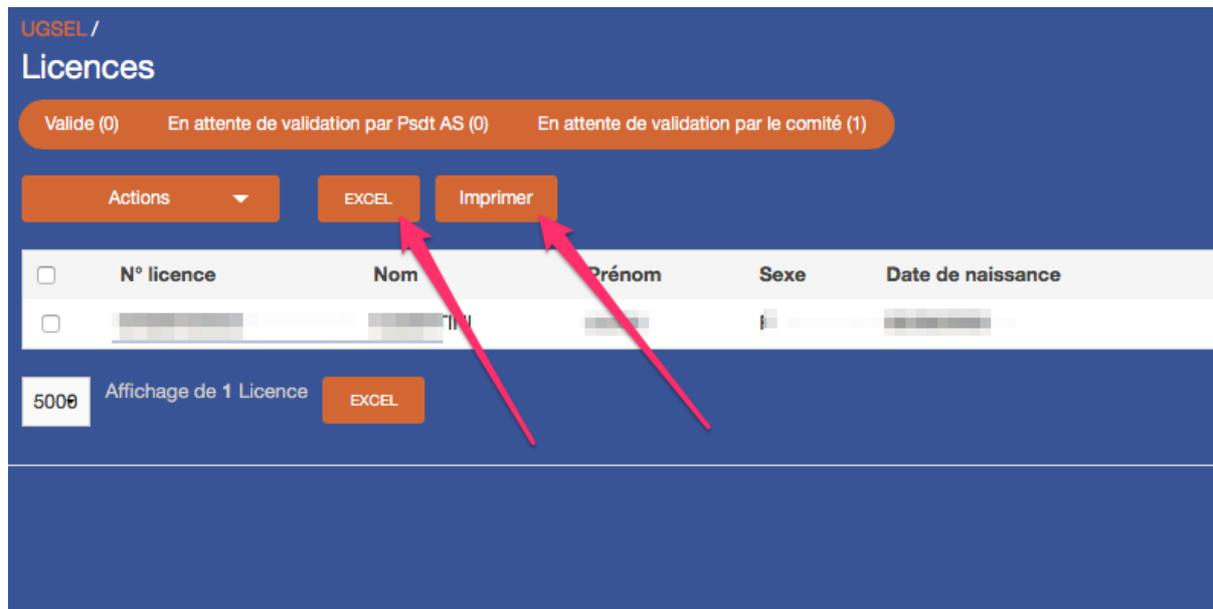 UGSEL /
Licences
Valide (0) En attente de validation par Psdt AS (0) En attente de validation par le comité (1)
Actions EXCEL Imprimer
N° licence Nom Prénom Sexe Date de naissance
Affichage de 1 Licence EXCEL